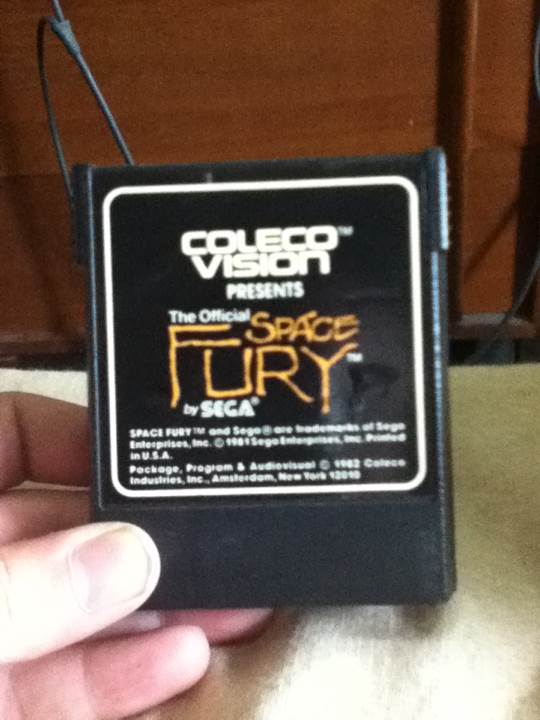 COLECO™
VISION
PRESENTS
The Official SPACE
FURY™
by SEGA®
SPACE FURY™ and Sega® are trademarks of Sega
Enterprises, Inc. © 1981 Sega Enterprises, Inc. Printed
in U.S.A.
Package, Program & Audiovisual © 1982 Coleco
Industries, Inc., Amsterdam, New York 12010